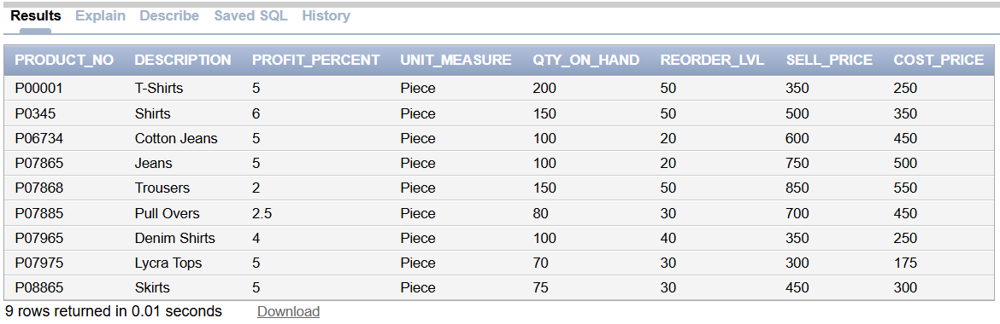 Results Explain Describe Saved SQL History
PRODUCT_NO DESCRIPTION PROFIT_PERCENT UNIT_MEASURE QTY_ON_HAND REORDER_LVL SELL_PRICE COST_PRICE
P00001 T-Shirts 5 Piece 200 50 350 250
P0345 Shirts 6 Piece 150 50 500 350
P06734 Cotton Jeans 5 Piece 100 20 600 450
P07865 Jeans 5 Piece 100 20 750 500
P07868 Trousers 2 Piece 150 50 850 550
P07885 Pull Overs 2.5 Piece 80 30 700 450
P07965 Denim Shirts 4 Piece 100 40 350 250
P07975 Lycra Tops 5 Piece 70 30 300 175
P08865 Skirts 5 Piece 75 30 450 300
9 rows returned in 0.01 seconds Download